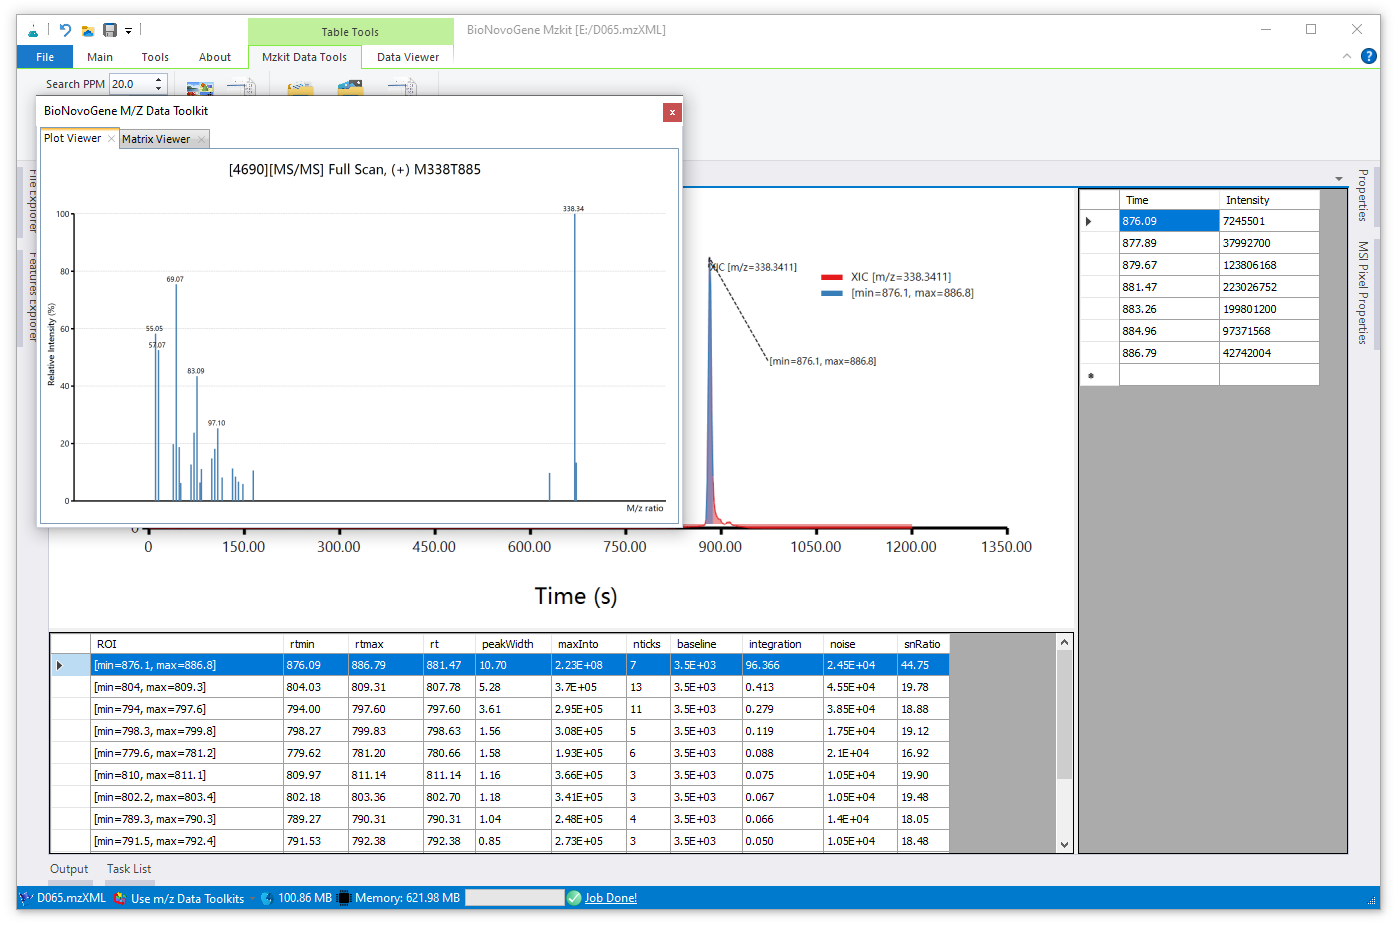 Table Tools
BioNovoGene Mzkit [E:/D065.mzXML]
File Main Tools About Mzkit Data Tools Data Viewer
Search PPM 20.0
BioNovoGene M/Z Data Toolkit
Plot Viewer Matrix Viewer
[4690][MS/MS] Full Scan, (+) M338T885
Relative Intensity (%)
100
80
60
40
20
0
338.34
69.07
55.05
57.07
83.09
97.10
M/z ratio
File Explorer
Features Explorer
XIC [m/z=338.3411]
[min=876.1, max=886.8]
XIC [m/z=338.3411]
[min=876.1, max=886.8]
0
0 150.00 300.00 450.00 600.00 750.00 900.00 1050.00 1200.00 1350.00
Time (s)
Time Intensity
876.09 7245501
877.89 37992700
879.67 123806168
881.47 223026752
883.26 199801200
884.96 97371568
886.79 42742004
Properties
MSI Pixel Properties
ROI rtmin rtmax rt peakWidth maxInto nticks baseline integration noise snRatio
[min=876.1, max=886.8] 876.09 886.79 881.47 10.70 2.23E+08 7 3.5E+03 96.366 2.45E+04 44.75
[min=804, max=809.3] 804.03 809.31 807.78 5.28 3.7E+05 13 3.5E+03 0.413 4.55E+04 19.78
[min=794, max=797.6] 794.00 797.60 797.60 3.61 2.95E+05 11 3.5E+03 0.279 3.85E+04 18.88
[min=798.3, max=799.8] 798.27 799.83 798.63 1.56 3.08E+05 5 3.5E+03 0.119 1.75E+04 19.12
[min=779.6, max=781.2] 779.62 781.20 780.66 1.58 1.93E+05 6 3.5E+03 0.088 2.1E+04 16.92
[min=810, max=811.1] 809.97 811.14 811.14 1.16 3.66E+05 3 3.5E+03 0.075 1.05E+04 19.90
[min=802.2, max=803.4] 802.18 803.36 802.70 1.18 3.41E+05 3 3.5E+03 0.067 1.05E+04 19.48
[min=789.3, max=790.3] 789.27 790.31 790.31 1.04 2.48E+05 4 3.5E+03 0.066 1.4E+04 18.05
[min=791.5, max=792.4] 791.53 792.38 792.38 0.85 2.73E+05 3 3.5E+03 0.050 1.05E+04 18.48
Output Task List
D065.mzXML Use m/z Data Toolkits 100.86 MB Memory: 621.98 MB Job Done!